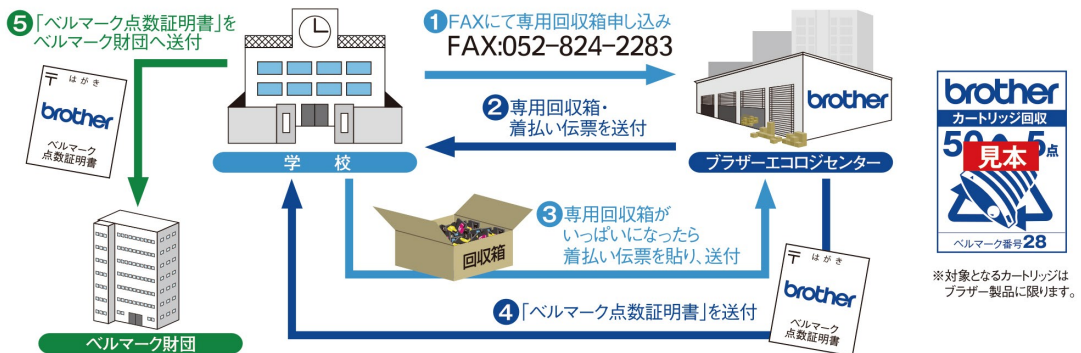 ❺「ベルマーク点数証明書」を
ベルマーク財団へ送付
〒 はがき
brother
ベルマーク
点数証明書
ベルマーク財団
学 校
❶FAXにて専用回収箱申し込み
FAX:052-824-2283
❷専用回収箱・
着払い伝票を送付
brother
ブラザーエコロジセンター
❸専用回収箱が
いっぱいになったら
着払い伝票を貼り、送付
回収箱
❹「ベルマーク点数証明書」を送付
〒 はがき
brother
ベルマーク
点数証明書
brother
カートリッジ回収
5点
見本
ベルマーク番号28
※対象となるカートリッジは
ブラザー製品に限ります。